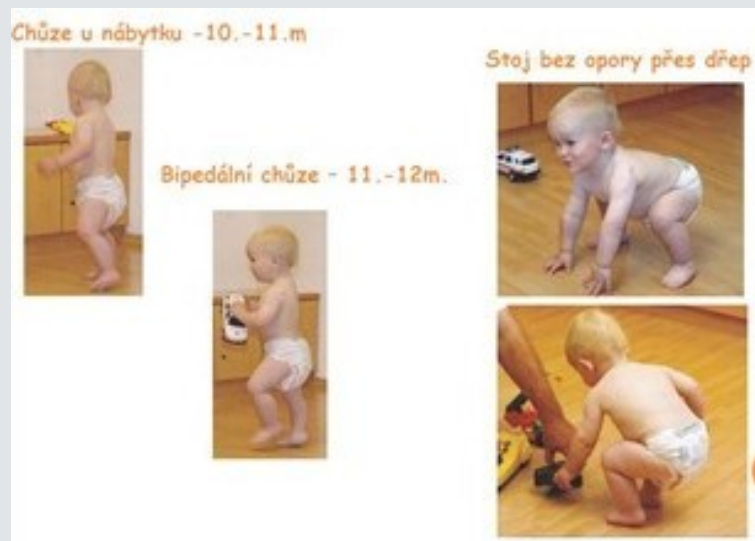 Chůze u nábytku -10.-11.m
Stoj bez opory přes dřep
Bipedální chůze - 11.-12m.